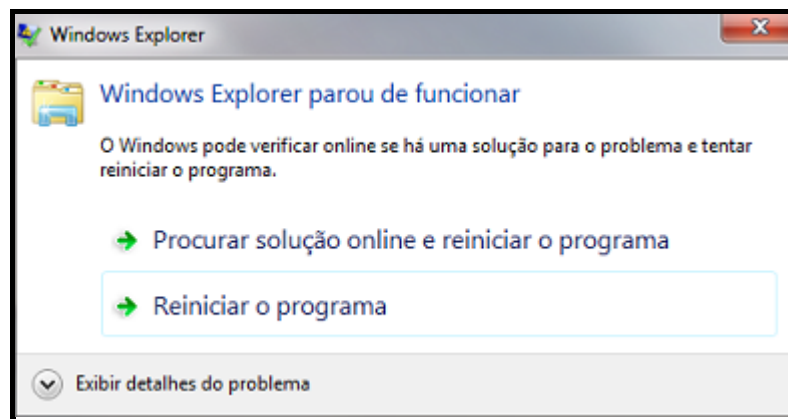 Windows Explorer
Windows Explorer parou de funcionar
O Windows pode verificar online se há uma solução para o problema e tentar
reiniciar o programa.
Procurar solução online e reiniciar o programa
Reiniciar o programa
Exibir detalhes do problema